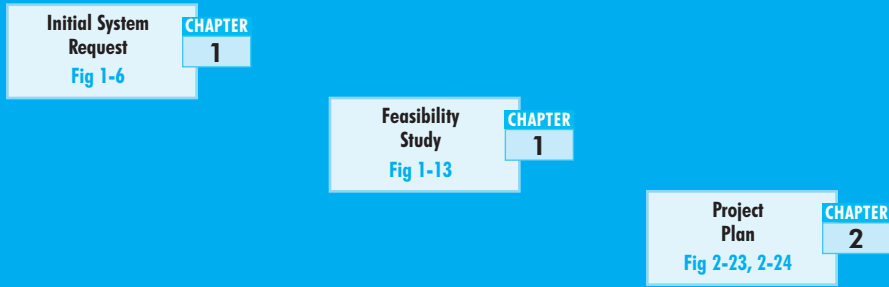 Initial System
Request
Fig 1-6
CHAPTER
1
Feasibility
Study
Fig 1-13
CHAPTER
1
Project
Plan
Fig 2-23, 2-24
CHAPTER
2